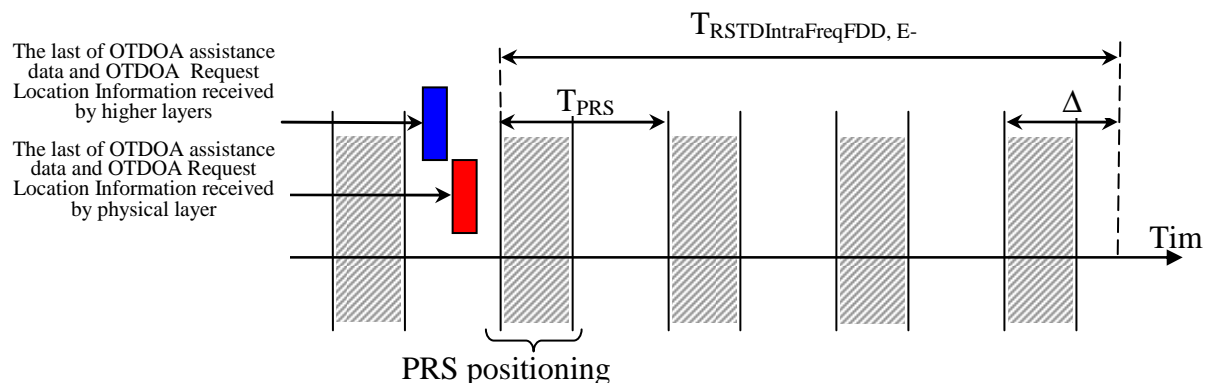 T_RSTDIntraFreqFDD, E-
The last of OTDOA assistance
data and OTDOA Request
Location Information received
by higher layers
T_PRS
Δ
The last of OTDOA assistance
data and OTDOA Request
Location Information received
by physical layer
Tim
PRS positioning